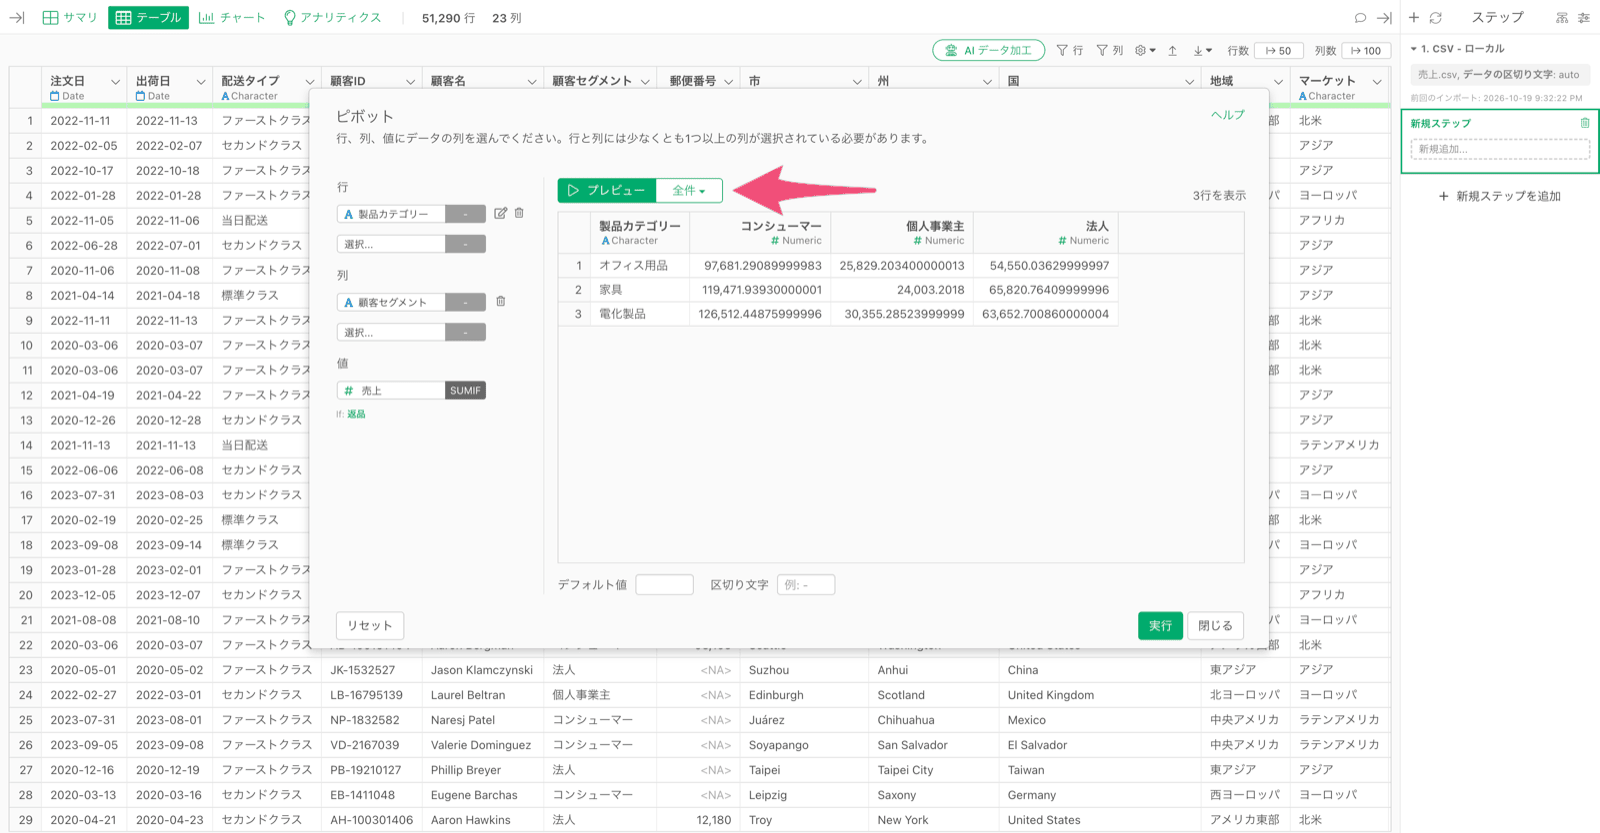 サマリ テーブル チャート アナリティクス 51,290 行 23 列 ステップ
AI データ加工 行 列 行数 50 列数 100
1. CSV - ローカル
売上.csv, データの区切り文字: auto
前回のインポート: 2026-10-19 9:32:22 PM
新規ステップ
新規追加...
+ 新規ステップを追加
注文日 出荷日 配送タイプ 顧客ID 顧客名 顧客セグメント 郵便番号 市 州 国 地域 マーケット
Date Date Character Character
ピボット ヘルプ
行、列、値にデータの列を選んでください。行と列には少なくとも1つ以上の列が選択されている必要があります。
行
A 製品カテゴリー -
選択... -
列
A 顧客セグメント -
選択... -
値
# 売上 SUMIF
If: 返品
プレビュー 全件 3行を表示
製品カテゴリー コンシューマー 個人事業主 法人
Character # Numeric # Numeric # Numeric
1 オフィス用品 97,681.29089999983 25,829.203400000013 54,550.03629999997
2 家具 119,471.93930000001 24,003.2018 65,820.76409999996
3 電化製品 126,512.44875999996 30,355.28523999999 63,652.700860000004
デフォルト値 区切り文字 例: -
リセット 実行 閉じる
1 2022-11-11 2022-11-13 ファーストクラス 部 北米
2 2022-02-05 2022-02-07 セカンドクラス アジア
3 2022-10-17 2022-10-18 ファーストクラス アジア
4 2022-01-28 2022-01-28 ファーストクラス パ ヨーロッパ
5 2022-11-05 2022-11-06 当日配送 アフリカ
6 2022-06-28 2022-07-01 セカンドクラス アジア
7 2020-11-06 2020-11-08 ファーストクラス アジア
8 2021-04-14 2021-04-18 標準クラス アジア
9 2022-11-11 2022-11-13 ファーストクラス 部 北米
10 2020-03-06 2020-03-07 ファーストクラス 部 北米
11 2020-03-06 2020-03-07 ファーストクラス 部 北米
12 2021-04-19 2021-04-22 ファーストクラス アジア
13 2020-12-26 2020-12-28 セカンドクラス アジア
14 2021-11-13 2021-11-13 当日配送 ラテンアメリカ
15 2022-06-06 2022-06-08 セカンドクラス アジア
16 2023-07-31 2023-08-03 セカンドクラス パ ヨーロッパ
17 2020-02-19 2020-02-25 標準クラス 部 北米
18 2023-09-08 2023-09-14 標準クラス パ ヨーロッパ
19 2023-01-28 2023-02-01 ファーストクラス アジア
20 2023-12-05 2023-12-07 セカンドクラス アフリカ
21 2021-08-08 2021-08-10 ファーストクラス パ ヨーロッパ
22 2020-03-06 2020-03-07 ファーストクラス 北米
23 2020-05-01 2020-05-02 ファーストクラス JK-1532527 Jason Klamczynski 法人 <NA> Suzhou Anhui China 東アジア アジア
24 2022-02-27 2022-03-01 セカンドクラス LB-16795139 Laurel Beltran 個人事業主 <NA> Edinburgh Scotland United Kingdom 北ヨーロッパ ヨーロッパ
25 2023-07-31 2023-08-01 ファーストクラス NP-1832582 Naresj Patel コンシューマー <NA> Juárez Chihuahua Mexico 中央アメリカ ラテンアメリカ
26 2023-09-05 2023-09-08 ファーストクラス VD-2167039 Valerie Dominguez コンシューマー <NA> Soyapango San Salvador El Salvador 中央アメリカ ラテンアメリカ
27 2020-12-16 2020-12-19 ファーストクラス PB-19210127 Phillip Breyer 法人 <NA> Taipei Taipei City Taiwan 東アジア アジア
28 2020-03-13 2020-03-16 セカンドクラス EB-1411048 Eugene Barchas コンシューマー <NA> Leipzig Saxony Germany 西ヨーロッパ ヨーロッパ
29 2020-04-21 2020-04-23 セカンドクラス AH-100301406 Aaron Hawkins 法人 12,180 Troy New York United States アメリカ東部 北米